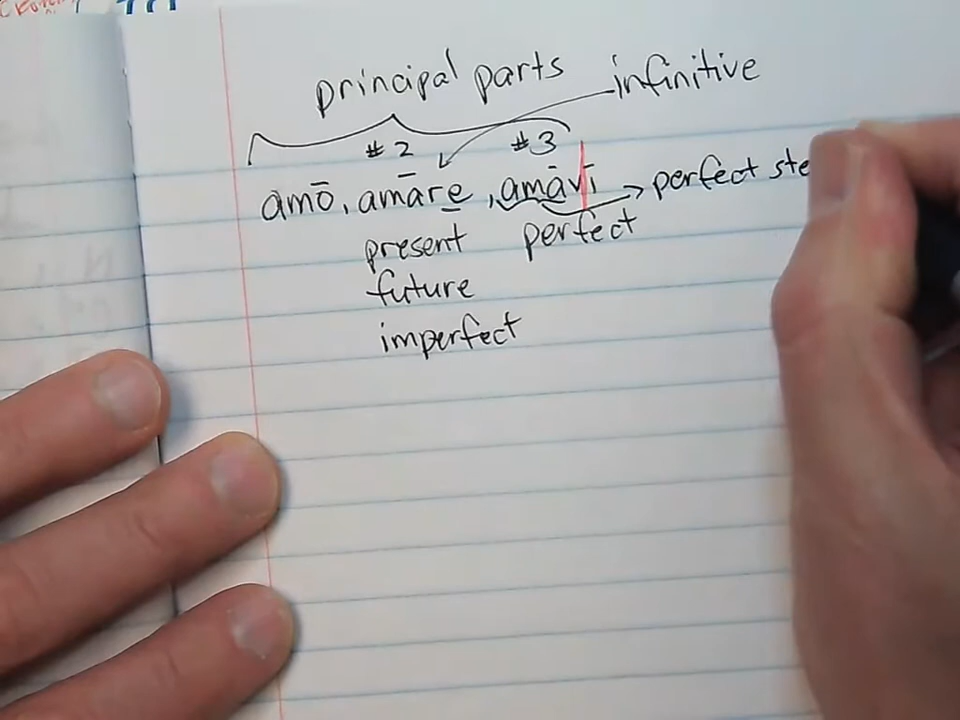 principal parts infinitive
#2 #3
amō, amāre, amāvī → perfect ste
present perfect
future
imperfect